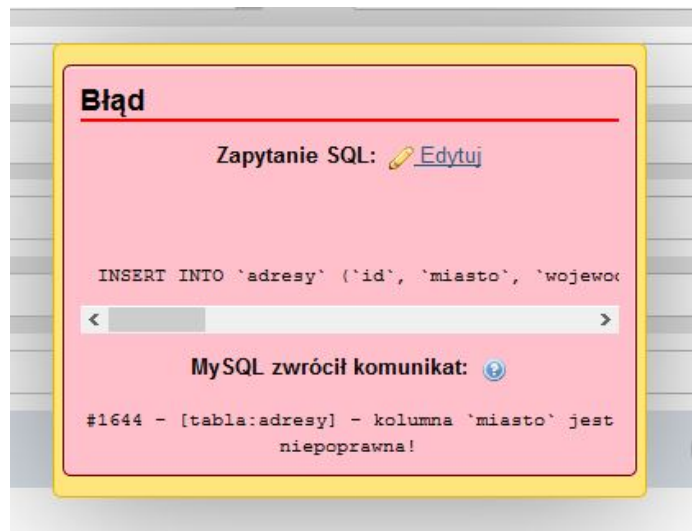 Błąd
Zapytanie SQL: Edytuj
INSERT INTO `adresy` (`id`, `miasto`, `wojewo
MySQL zwrócił komunikat:
#1644 - [tabla:adresy] - kolumna `miasto` jest
niepoprawna!